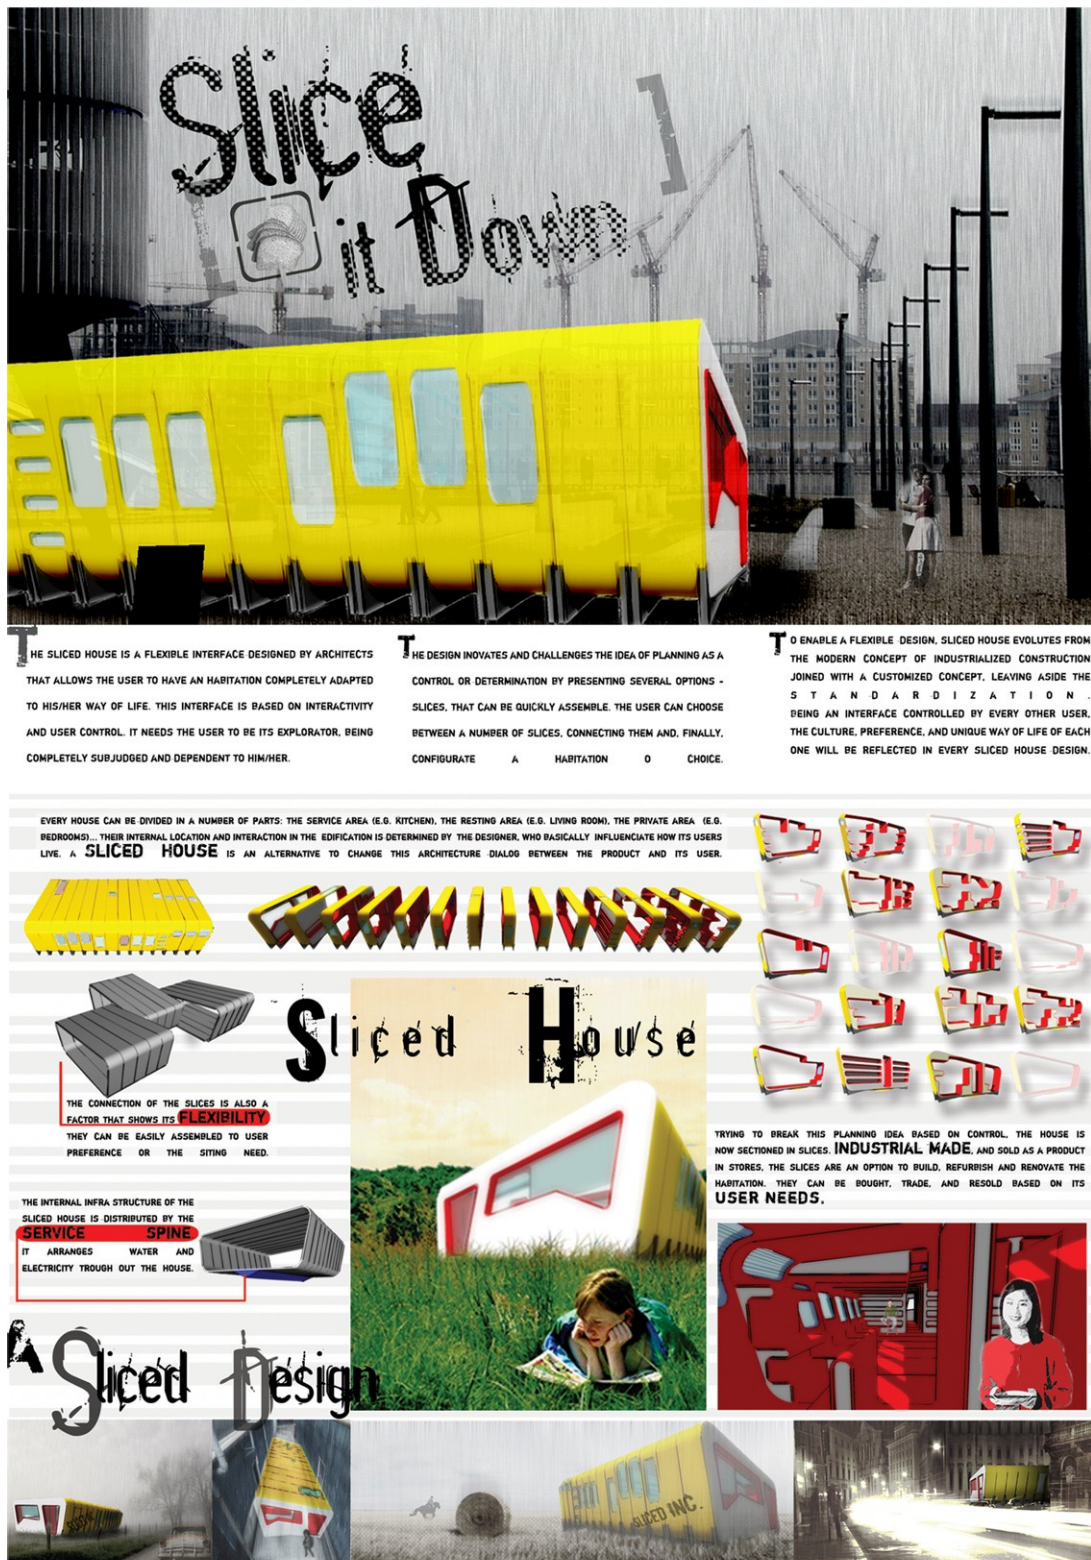 Slice
it Down ]
THE SLICED HOUSE IS A FLEXIBLE INTERFACE DESIGNED BY ARCHITECTS
THAT ALLOWS THE USER TO HAVE AN HABITATION COMPLETELY ADAPTED
TO HIS/HER WAY OF LIFE. THIS INTERFACE IS BASED ON INTERACTIVITY
AND USER CONTROL. IT NEEDS THE USER TO BE ITS EXPLORATOR, BEING
COMPLETELY SUBJUDGED AND DEPENDENT TO HIM/HER.
THE DESIGN INOVATES AND CHALLENGES THE IDEA OF PLANNING AS A
CONTROL OR DETERMINATION BY PRESENTING SEVERAL OPTIONS -
SLICES, THAT CAN BE QUICKLY ASSEMBLE. THE USER CAN CHOOSE
BETWEEN A NUMBER OF SLICES, CONNECTING THEM AND, FINALLY,
CONFIGURATE A HABITATION O CHOICE.
TO ENABLE A FLEXIBLE DESIGN, SLICED HOUSE EVOLUTES FROM
THE MODERN CONCEPT OF INDUSTRIALIZED CONSTRUCTION
JOINED WITH A CUSTOMIZED CONCEPT, LEAVING ASIDE THE
STANDARDIZATION.
BEING AN INTERFACE CONTROLLED BY EVERY OTHER USER,
THE CULTURE, PREFERENCE, AND UNIQUE WAY OF LIFE OF EACH
ONE WILL BE REFLECTED IN EVERY SLICED HOUSE DESIGN.
EVERY HOUSE CAN BE DIVIDED IN A NUMBER OF PARTS: THE SERVICE AREA (E.G. KITCHEN), THE RESTING AREA (E.G. LIVING ROOM), THE PRIVATE AREA (E.G.
BEDROOMS)... THEIR INTERNAL LOCATION AND INTERACTION IN THE EDIFICATION IS DETERMINED BY THE DESIGNER, WHO BASICALLY INFLUENCIATE HOW ITS USERS
LIVE. A SLICED HOUSE IS AN ALTERNATIVE TO CHANGE THIS ARCHITECTURE DIALOG BETWEEN THE PRODUCT AND ITS USER.
Sliced House
THE CONNECTION OF THE SLICES IS ALSO A
FACTOR THAT SHOWS ITS FLEXIBILITY
THEY CAN BE EASILY ASSEMBLED TO USER
PREFERENCE OR THE SITING NEED.
TRYING TO BREAK THIS PLANNING IDEA BASED ON CONTROL, THE HOUSE IS
NOW SECTIONED IN SLICES. INDUSTRIAL MADE, AND SOLD AS A PRODUCT
IN STORES, THE SLICES ARE AN OPTION TO BUILD, REFURBISH AND RENOVATE THE
HABITATION. THEY CAN BE BOUGHT, TRADE, AND RESOLD BASED ON ITS
USER NEEDS.
THE INTERNAL INFRA STRUCTURE OF THE
SLICED HOUSE IS DISTRIBUTED BY THE
SERVICE SPINE
IT ARRANGES WATER AND
ELECTRICITY TROUGH OUT THE HOUSE.
A Sliced Design
SLICED INC.